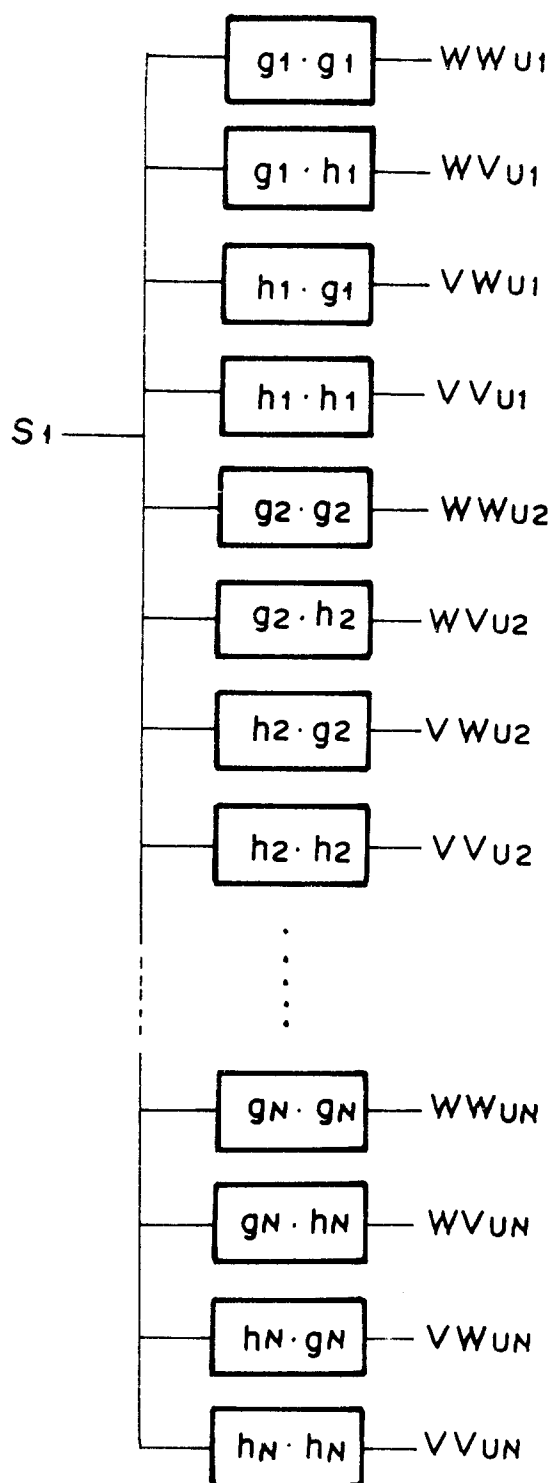 g1 · g1 WWU1
g1 · h1 WVU1
h1 · g1 VWU1
h1 · h1 VVU1
S1
g2 · g2 WWU2
g2 · h2 WVU2
h2 · g2 VWU2
h2 · h2 VVU2
gN · gN WWUN
gN · hN WVUN
hN · gN VWUN
hN · hN VVUN